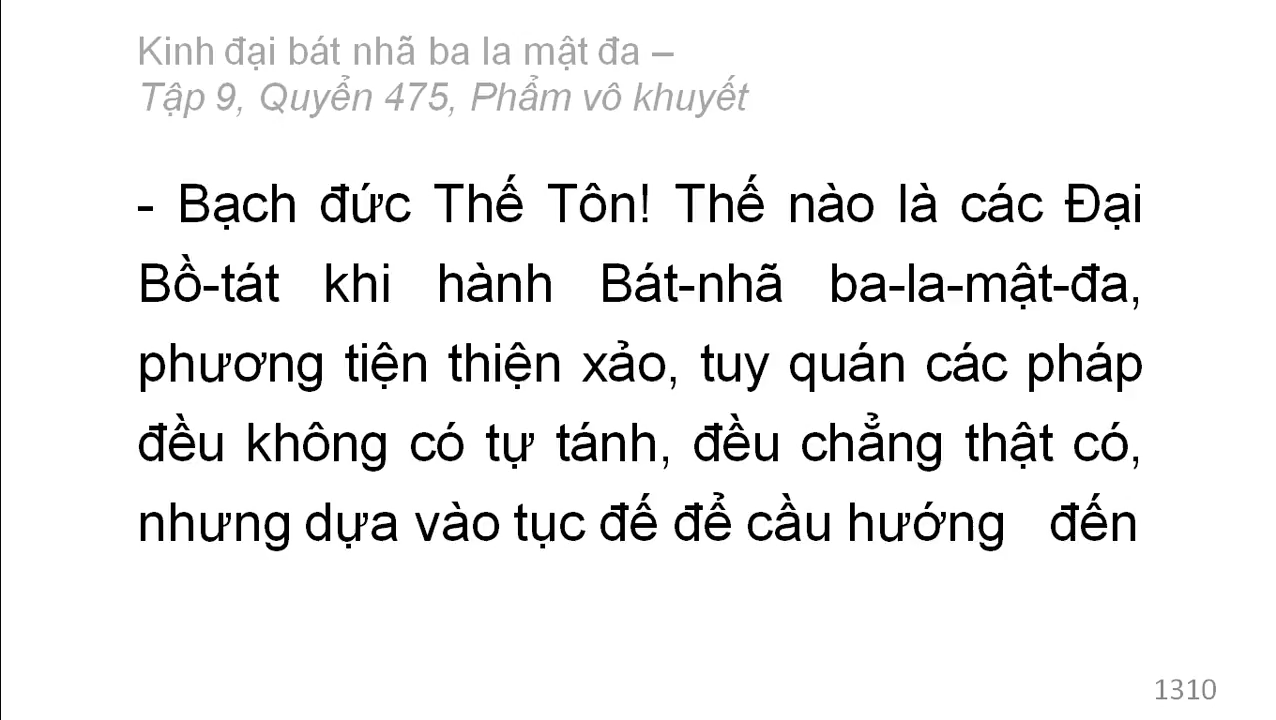 Kinh đại bát nhã ba la mật đa –
Tập 9, Quyển 475, Phẩm vô khuyết
- Bạch đức Thế Tôn! Thế nào là các Đại
Bồ-tát khi hành Bát-nhã ba-la-mật-đa,
phương tiện thiện xảo, tuy quán các pháp
đều không có tự tánh, đều chẳng thật có,
nhưng dựa vào tục đế để cầu hướng đến
1310